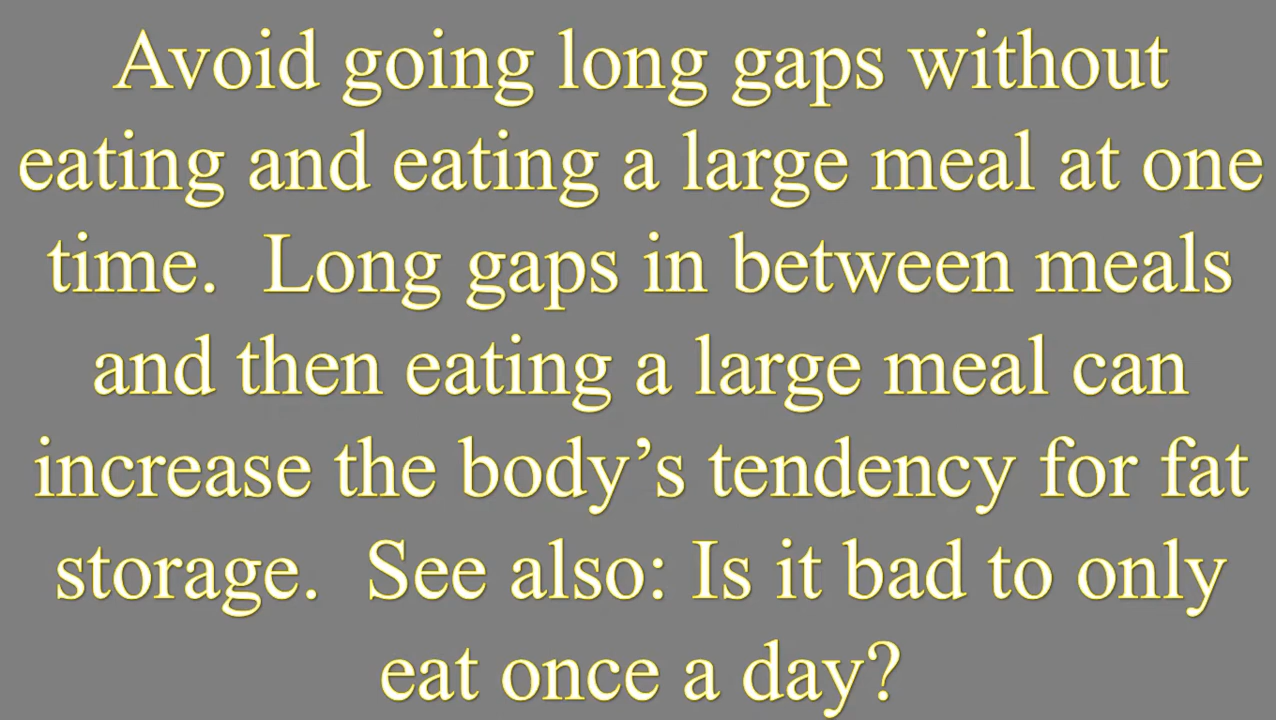 Avoid going long gaps without
eating and eating a large meal at one
time.  Long gaps in between meals
and then eating a large meal can
increase the body’s tendency for fat
storage.  See also: Is it bad to only
eat once a day?